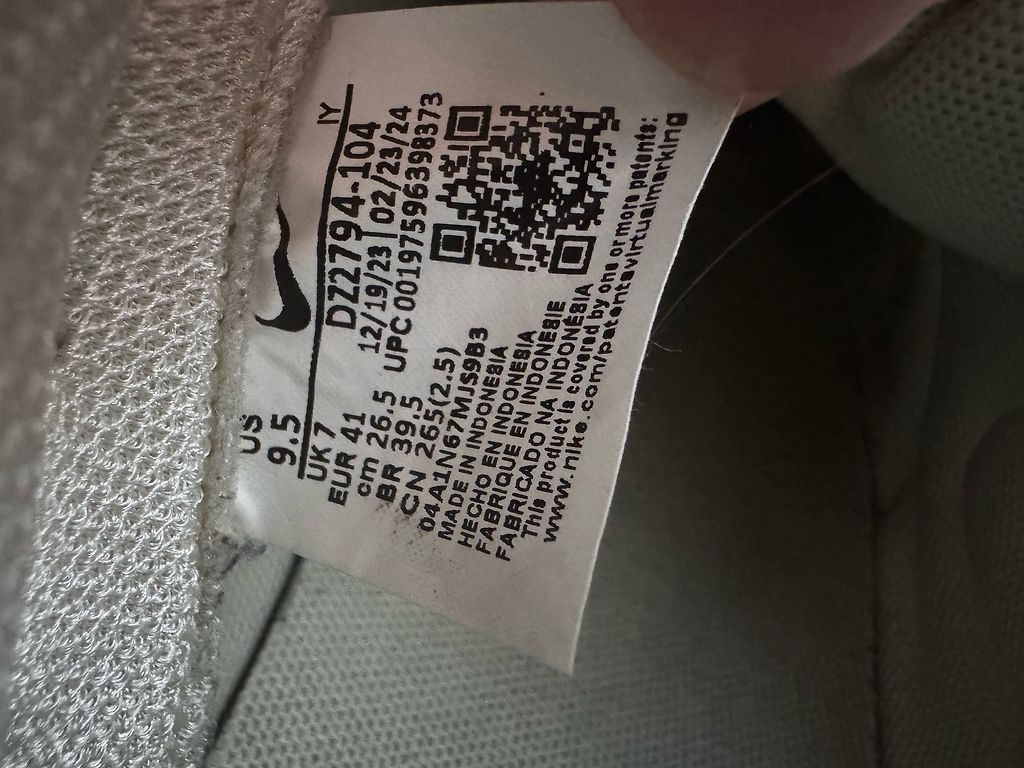 US
9.5
IY
UK 7
DZ2794-104
EUR 41
12/19/23|02/23/24
cm 26.5
UPC 00197596398373
BR 39.5
CN 265(2.5)
04A1N67MJS9B3
MADE IN INDONESIA
HECHO EN INDONESIA
FABRIQUE EN INDONESIE
FABRICADO NA INDONÉSIA
This product is covered by one or more patents:
www.nike.com/patentsvirtualmarking